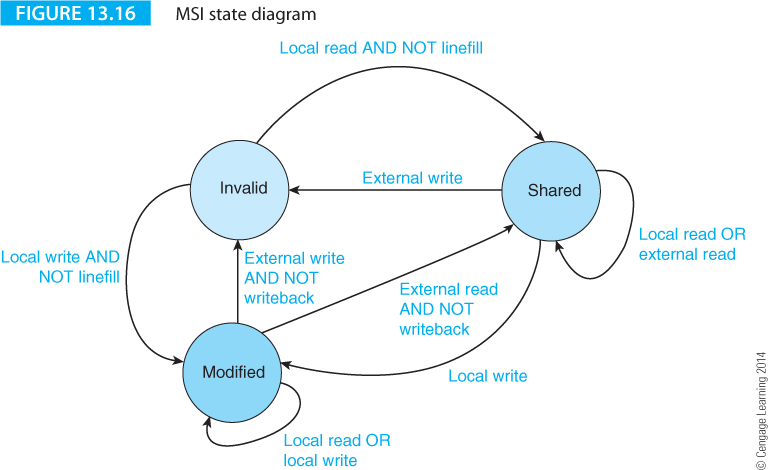 FIGURE 13.16
MSI state diagram
Local read AND NOT linefill
Invalid
External write
Shared
Local read OR
external read
Local write AND
NOT linefill
External write
AND NOT
writeback
External read
AND NOT
writeback
Modified
Local write
Local read OR
local write
© Cengage Learning 2014